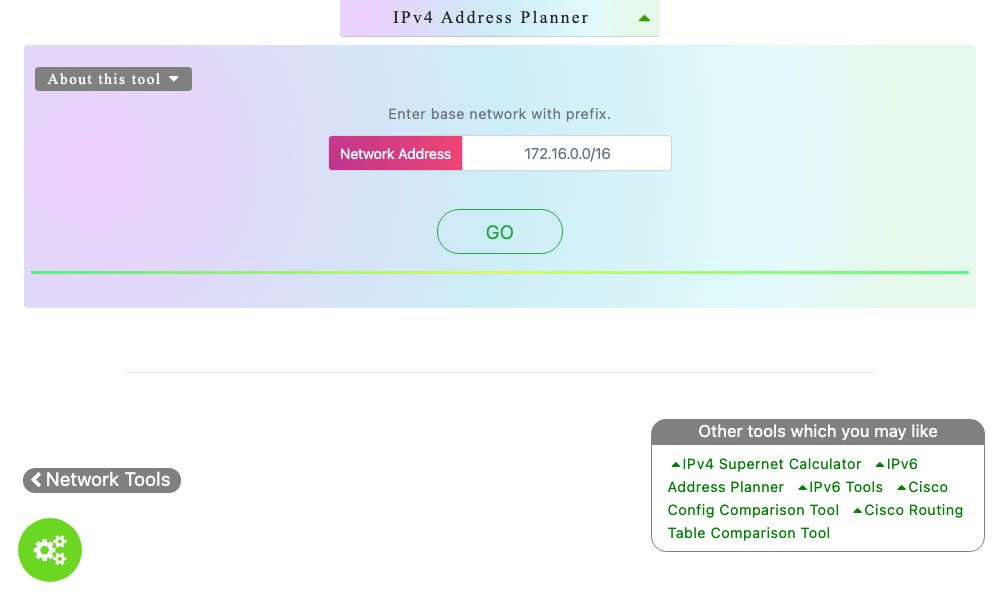 IPv4 Address Planner
About this tool
Enter base network with prefix.
Network Address 172.16.0.0/16
GO
Other tools which you may like
IPv4 Supernet Calculator IPv6
Address Planner IPv6 Tools Cisco
Config Comparison Tool Cisco Routing
Table Comparison Tool
Network Tools